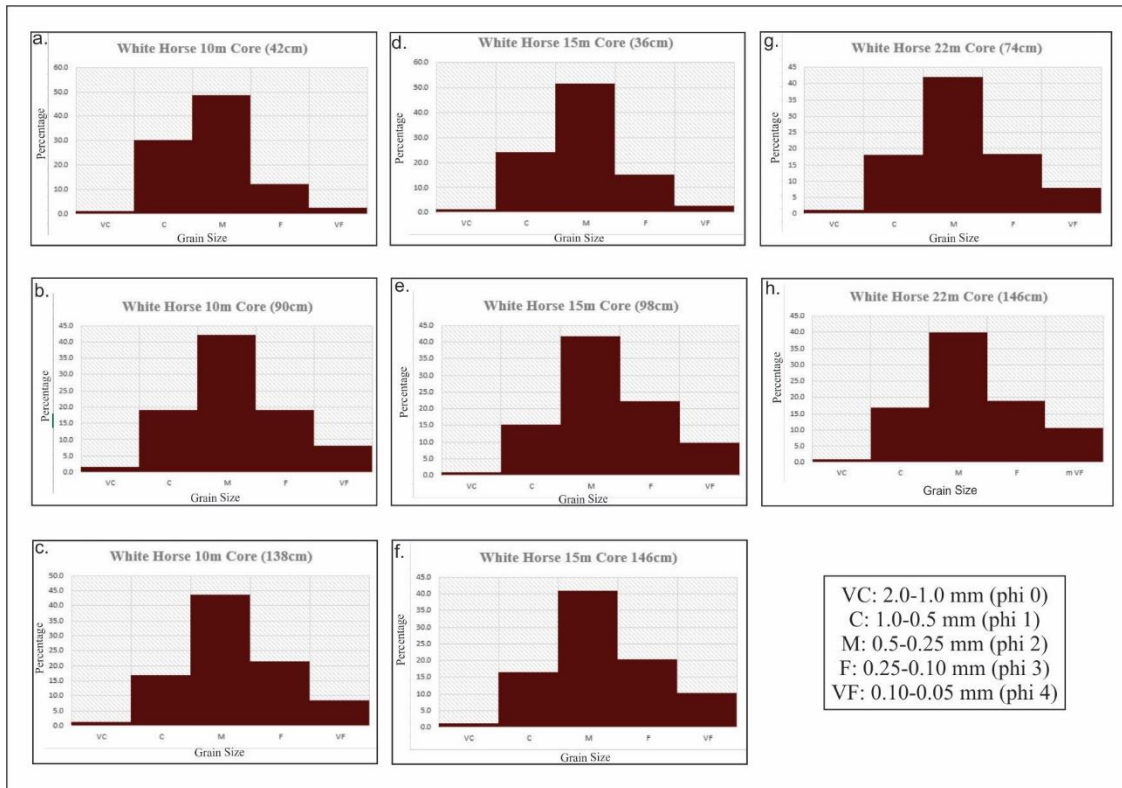 a.
White Horse 10m Core (42cm)
Percentage
60.0
50.0
40.0
30.0
20.0
10.0
0.0
VC C M F VF
Grain Size
d.
White Horse 15m Core (36cm)
Percentage
60.0
50.0
40.0
30.0
20.0
10.0
0.0
VC C M F VF
Grain Size
g.
White Horse 22m Core (74cm)
Percentage
45
40
35
30
25
20
15
10
5
0
VC C M F VF
Grain Size
b.
White Horse 10m Core (90cm)
Percentage
45.0
40.0
35.0
30.0
25.0
20.0
15.0
10.0
5.0
0.0
VC C M F VF
Grain Size
e.
White Horse 15m Core (98cm)
Percentage
45.0
40.0
35.0
30.0
25.0
20.0
15.0
10.0
5.0
0.0
VC C M F VF
Grain Size
h.
White Horse 22m Core (146cm)
Percentage
45.0
40.0
35.0
30.0
25.0
20.0
15.0
10.0
5.0
0.0
VC C M F m VF
Grain Size
c.
White Horse 10m Core (138cm)
Percentage
50.0
45.0
40.0
35.0
30.0
25.0
20.0
15.0
10.0
5.0
0.0
VC C M F VF
Grain Size
f.
White Horse 15m Core 146cm)
Percentage
45.0
40.0
35.0
30.0
25.0
20.0
15.0
10.0
5.0
0.0
VC C M F VF
Grain Size
VC: 2.0-1.0 mm (phi 0)
C: 1.0-0.5 mm (phi 1)
M: 0.5-0.25 mm (phi 2)
F: 0.25-0.10 mm (phi 3)
VF: 0.10-0.05 mm (phi 4)